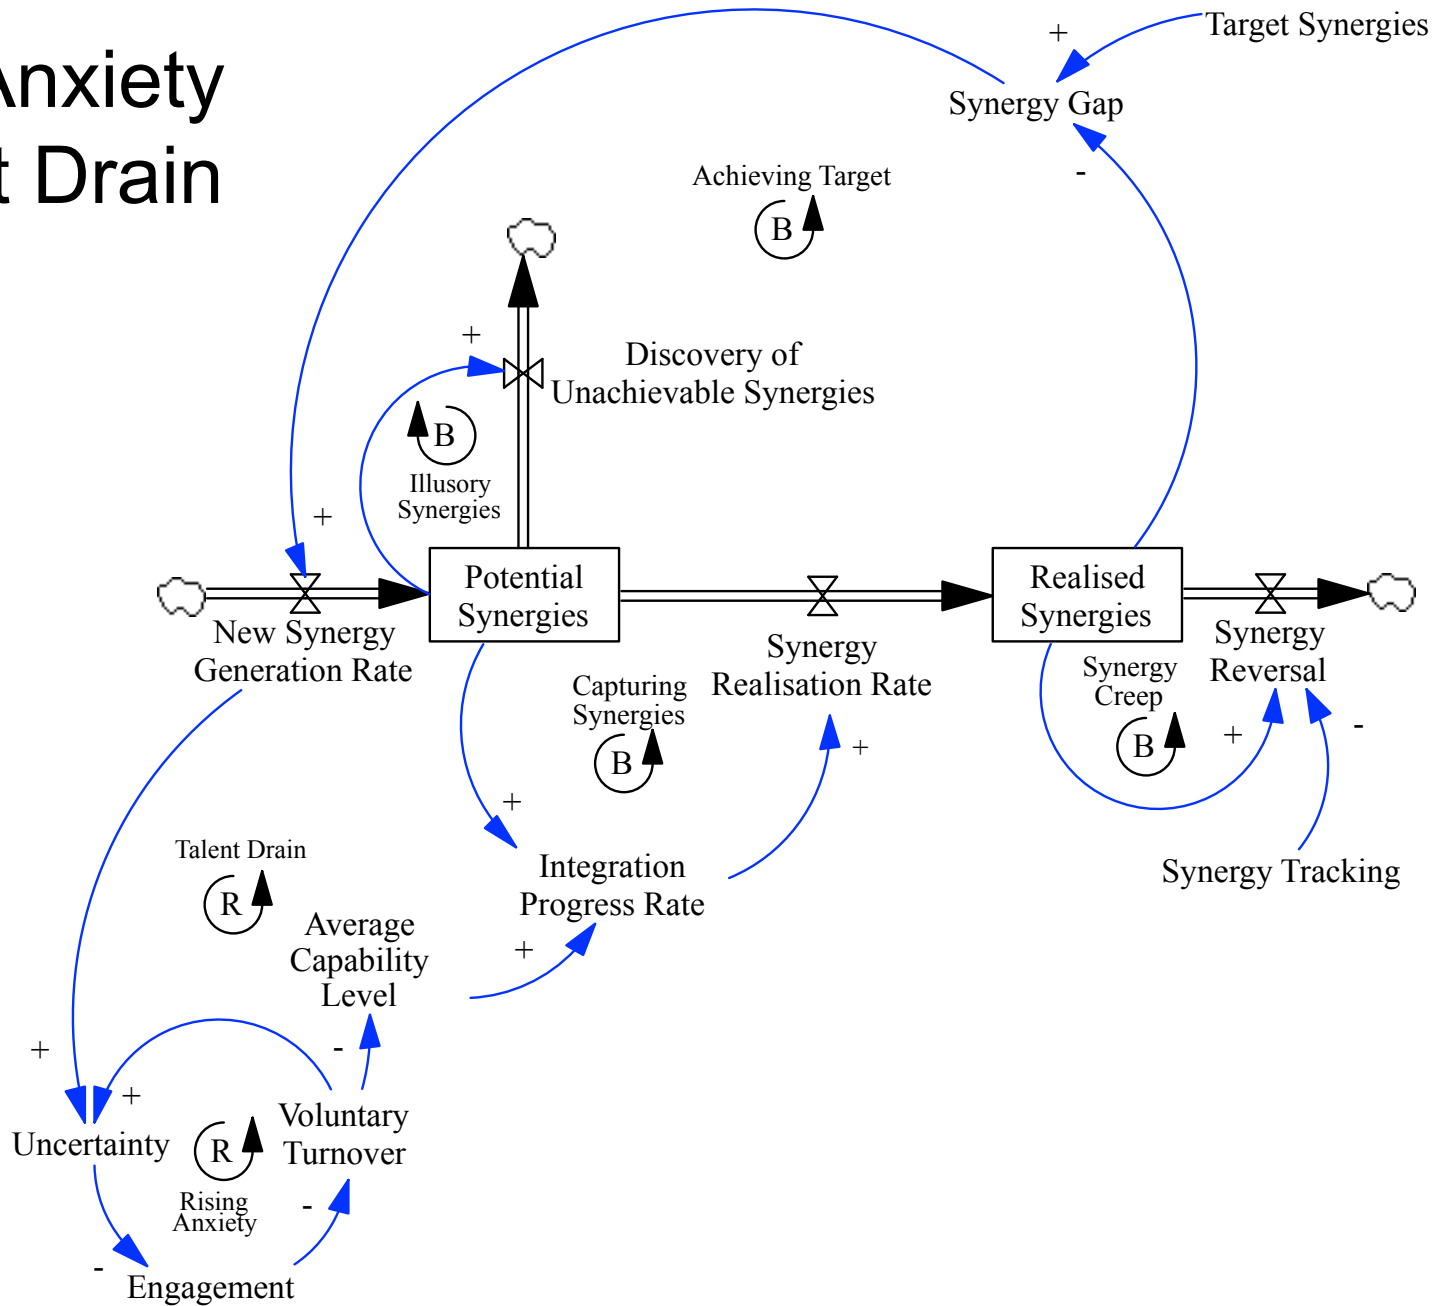 Anxiety
t Drain
+
Target Synergies
Synergy Gap
-
Achieving Target
B
+
Discovery of
Unachievable Synergies
B
Illusory
Synergies
+
Potential
Synergies
Realised
Synergies
New Synergy
Generation Rate
Synergy
Realisation Rate
Synergy
Reversal
Capturing
Synergies
B
Synergy
Creep
B
+
-
+
+
Integration
Progress Rate
Synergy Tracking
Talent Drain
R
Average
Capability
Level
+
+
-
+
Voluntary
Turnover
Uncertainty
R
Rising
Anxiety
-
-
Engagement